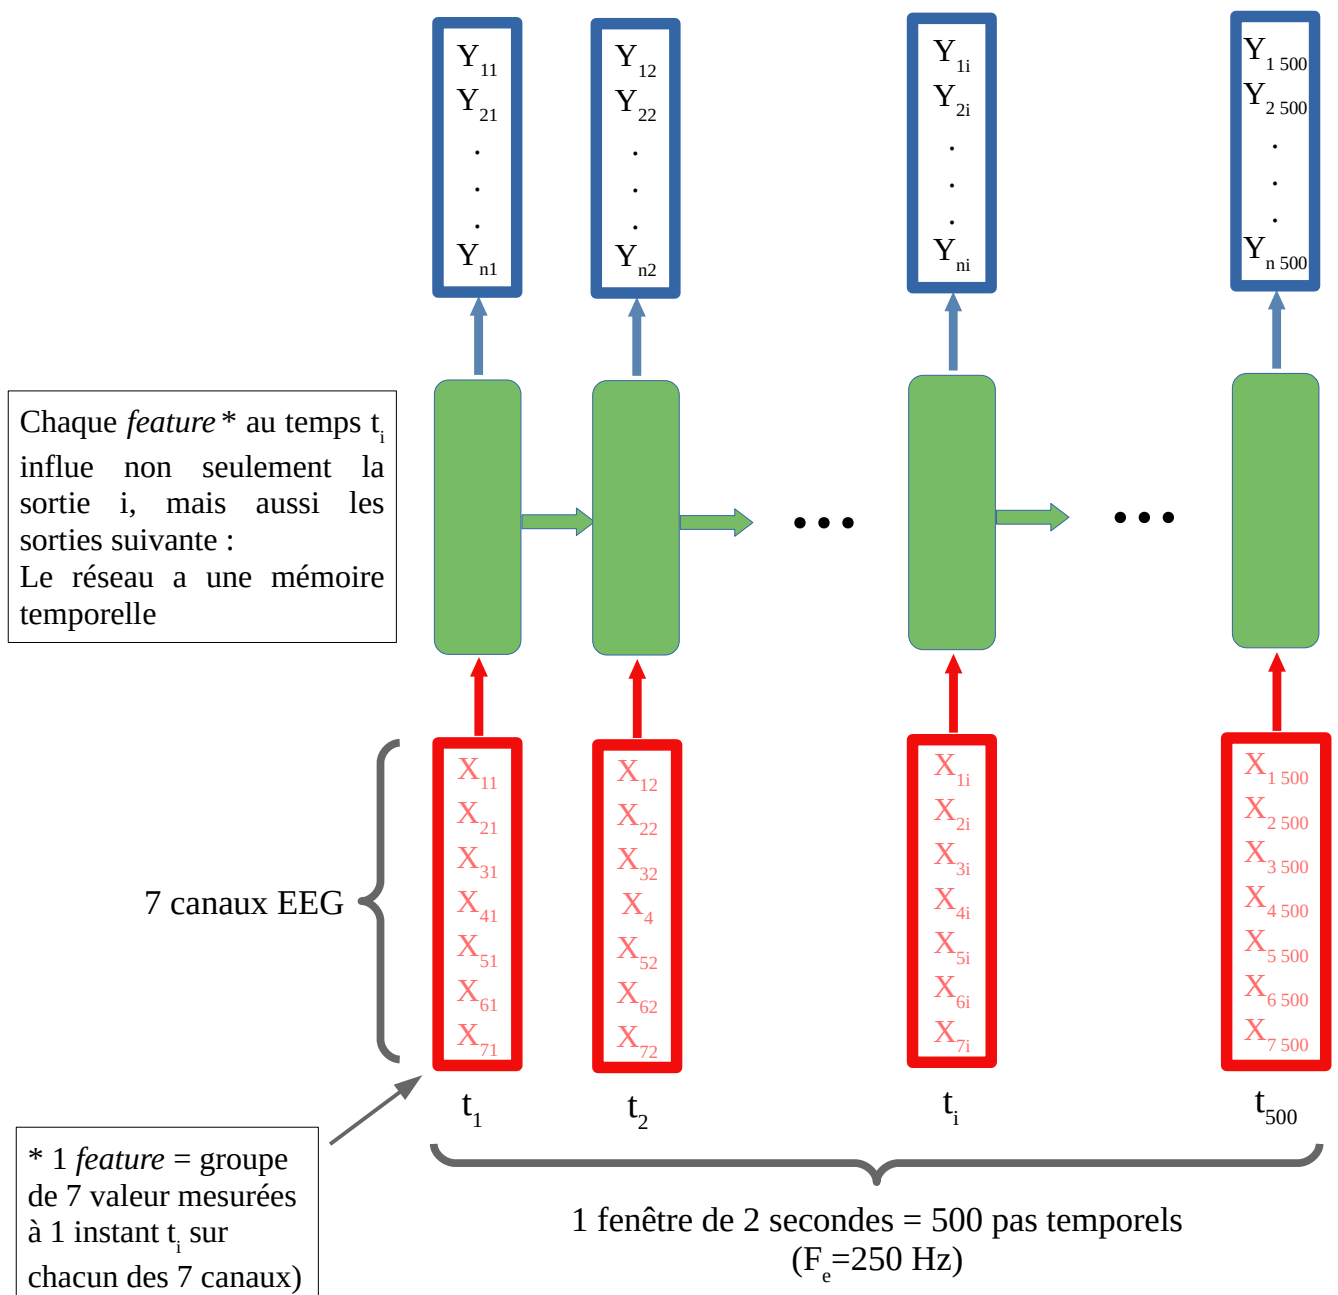 Y11 Y12 Y1i Y1 500
Y21 Y22 Y2i Y2 500
. . . .
. . . .
. . . .
Yn1 Yn2 Yni Yn 500
Chaque feature * au temps ti
influe non seulement la
sortie i, mais aussi les
sorties suivante :
Le réseau a une mémoire
temporelle
... ...
7 canaux EEG
X11 X12 X1i X1 500
X21 X22 X2i X2 500
X31 X32 X3i X3 500
X41 X4 X4i X4 500
X51 X52 X5i X5 500
X61 X62 X6i X6 500
X71 X72 X7i X7 500
t1 t2 ti t500
* 1 feature = groupe
de 7 valeur mesurées
à 1 instant ti sur
chacun des 7 canaux)
1 fenêtre de 2 secondes = 500 pas temporels
(Fe=250 Hz)